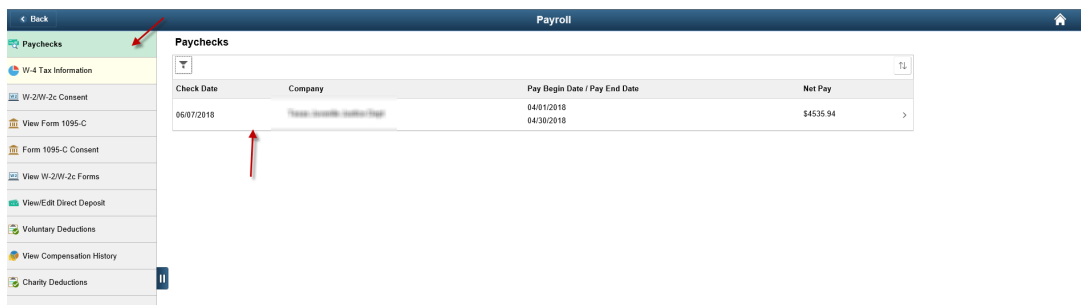 Back
Payroll
Paychecks
W-4 Tax Information
W-2/W-2c Consent
View Form 1095-C
Form 1095-C Consent
View W-2/W-2c Forms
View/Edit Direct Deposit
Voluntary Deductions
View Compensation History
Charity Deductions
Paychecks
Check Date Company Pay Begin Date / Pay End Date Net Pay
06/07/2018 04/01/2018 $4535.94
04/30/2018